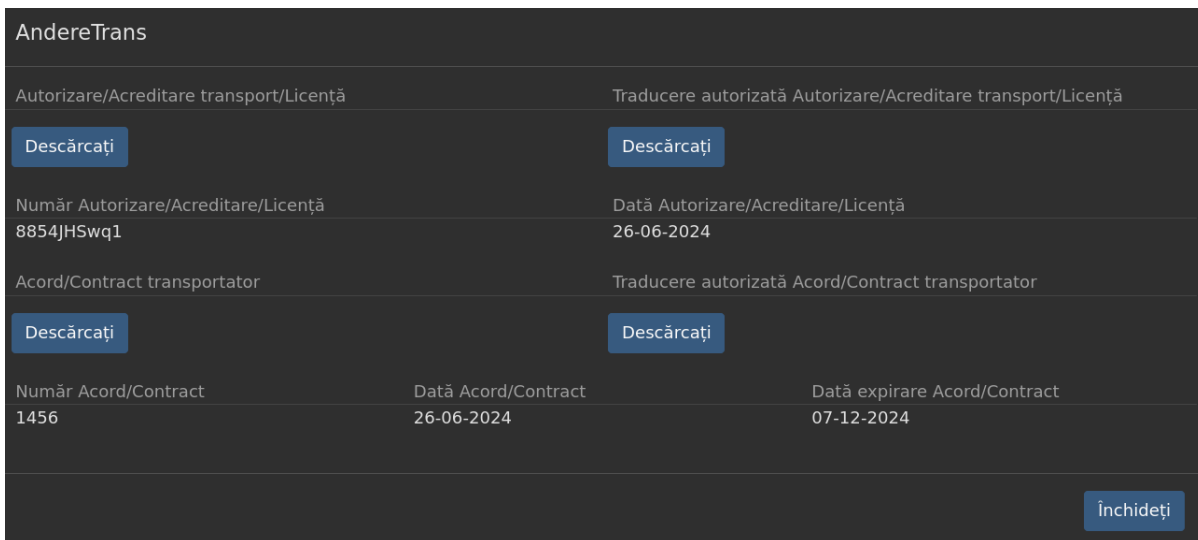 AndereTrans
Autorizare/Acreditare transport/Licență Traducere autorizată Autorizare/Acreditare transport/Licență
Descărcați Descărcați
Număr Autorizare/Acreditare/Licență Dată Autorizare/Acreditare/Licență
8854JHSwq1 26-06-2024
Acord/Contract transportator Traducere autorizată Acord/Contract transportator
Descărcați Descărcați
Număr Acord/Contract Dată Acord/Contract Dată expirare Acord/Contract
1456 26-06-2024 07-12-2024
Închideți